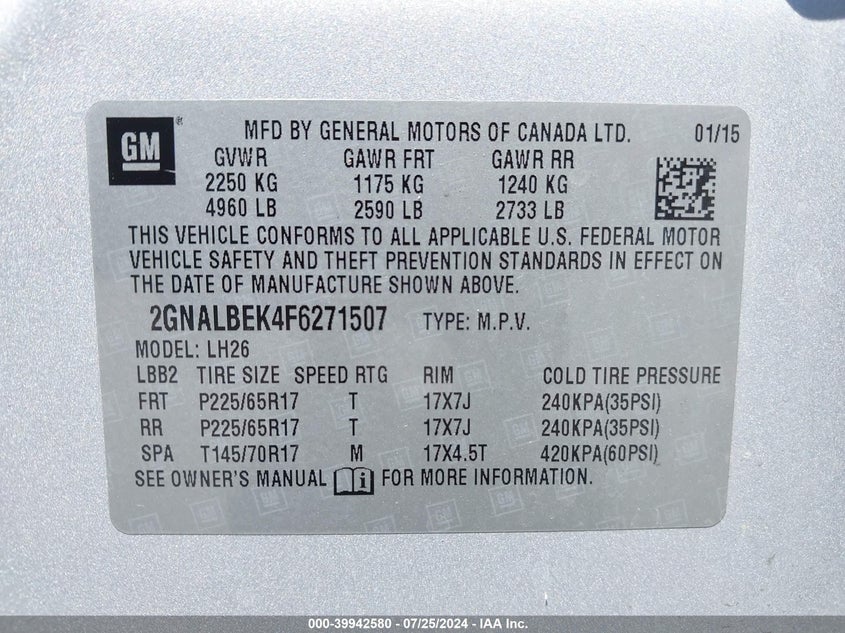 GM ® MFD BY GENERAL MOTORS OF CANADA LTD. 01/15
GVWR GAWR FRT GAWR RR
2250 KG 1175 KG 1240 KG
4960 LB 2590 LB 2733 LB
THIS VEHICLE CONFORMS TO ALL APPLICABLE U.S. FEDERAL MOTOR
VEHICLE SAFETY AND THEFT PREVENTION STANDARDS IN EFFECT ON
THE DATE OF MANUFACTURE SHOWN ABOVE.
2GNALBEK4F6271507 TYPE: M.P.V.
MODEL: LH26
LBB2 TIRE SIZE SPEED RTG RIM COLD TIRE PRESSURE
FRT P225/65R17 T 17X7J 240KPA(35PSI)
RR P225/65R17 T 17X7J 240KPA(35PSI)
SPA T145/70R17 M 17X4.5T 420KPA(60PSI)
SEE OWNER'S MANUAL i FOR MORE INFORMATION.
000-39942580 - 07/25/2024 - IAA Inc.